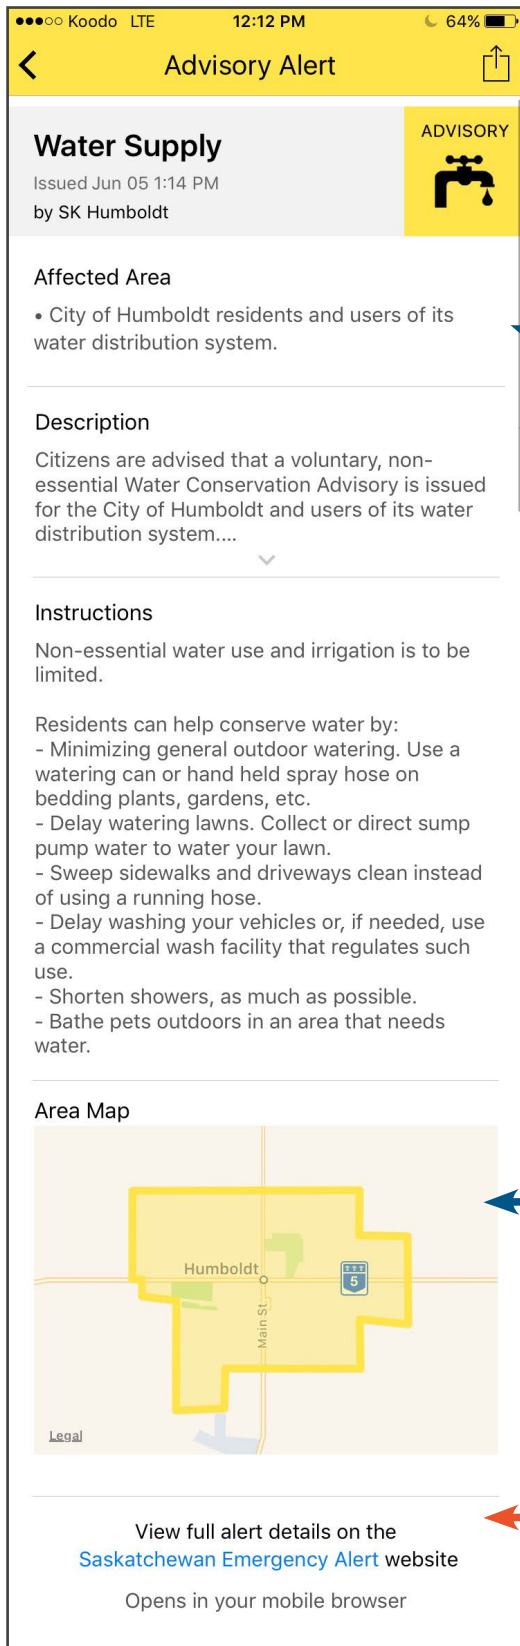 Koodo LTE 12:12 PM 64%
Advisory Alert
Water Supply
Issued Jun 05 1:14 PM
by SK Humboldt
ADVISORY
Affected Area
• City of Humboldt residents and users of its
water distribution system.
Description
Citizens are advised that a voluntary, non-
essential Water Conservation Advisory is issued
for the City of Humboldt and users of its water
distribution system....
Instructions
Non-essential water use and irrigation is to be
limited.
Residents can help conserve water by:
- Minimizing general outdoor watering. Use a
watering can or hand held spray hose on
bedding plants, gardens, etc.
- Delay watering lawns. Collect or direct sump
pump water to water your lawn.
- Sweep sidewalks and driveways clean instead
of using a running hose.
- Delay washing your vehicles or, if needed, use
a commercial wash facility that regulates such
use.
- Shorten showers, as much as possible.
- Bathe pets outdoors in an area that needs
water.
Area Map
Humboldt
5
Main St
Legal
View full alert details on the
Saskatchewan Emergency Alert website
Opens in your mobile browser